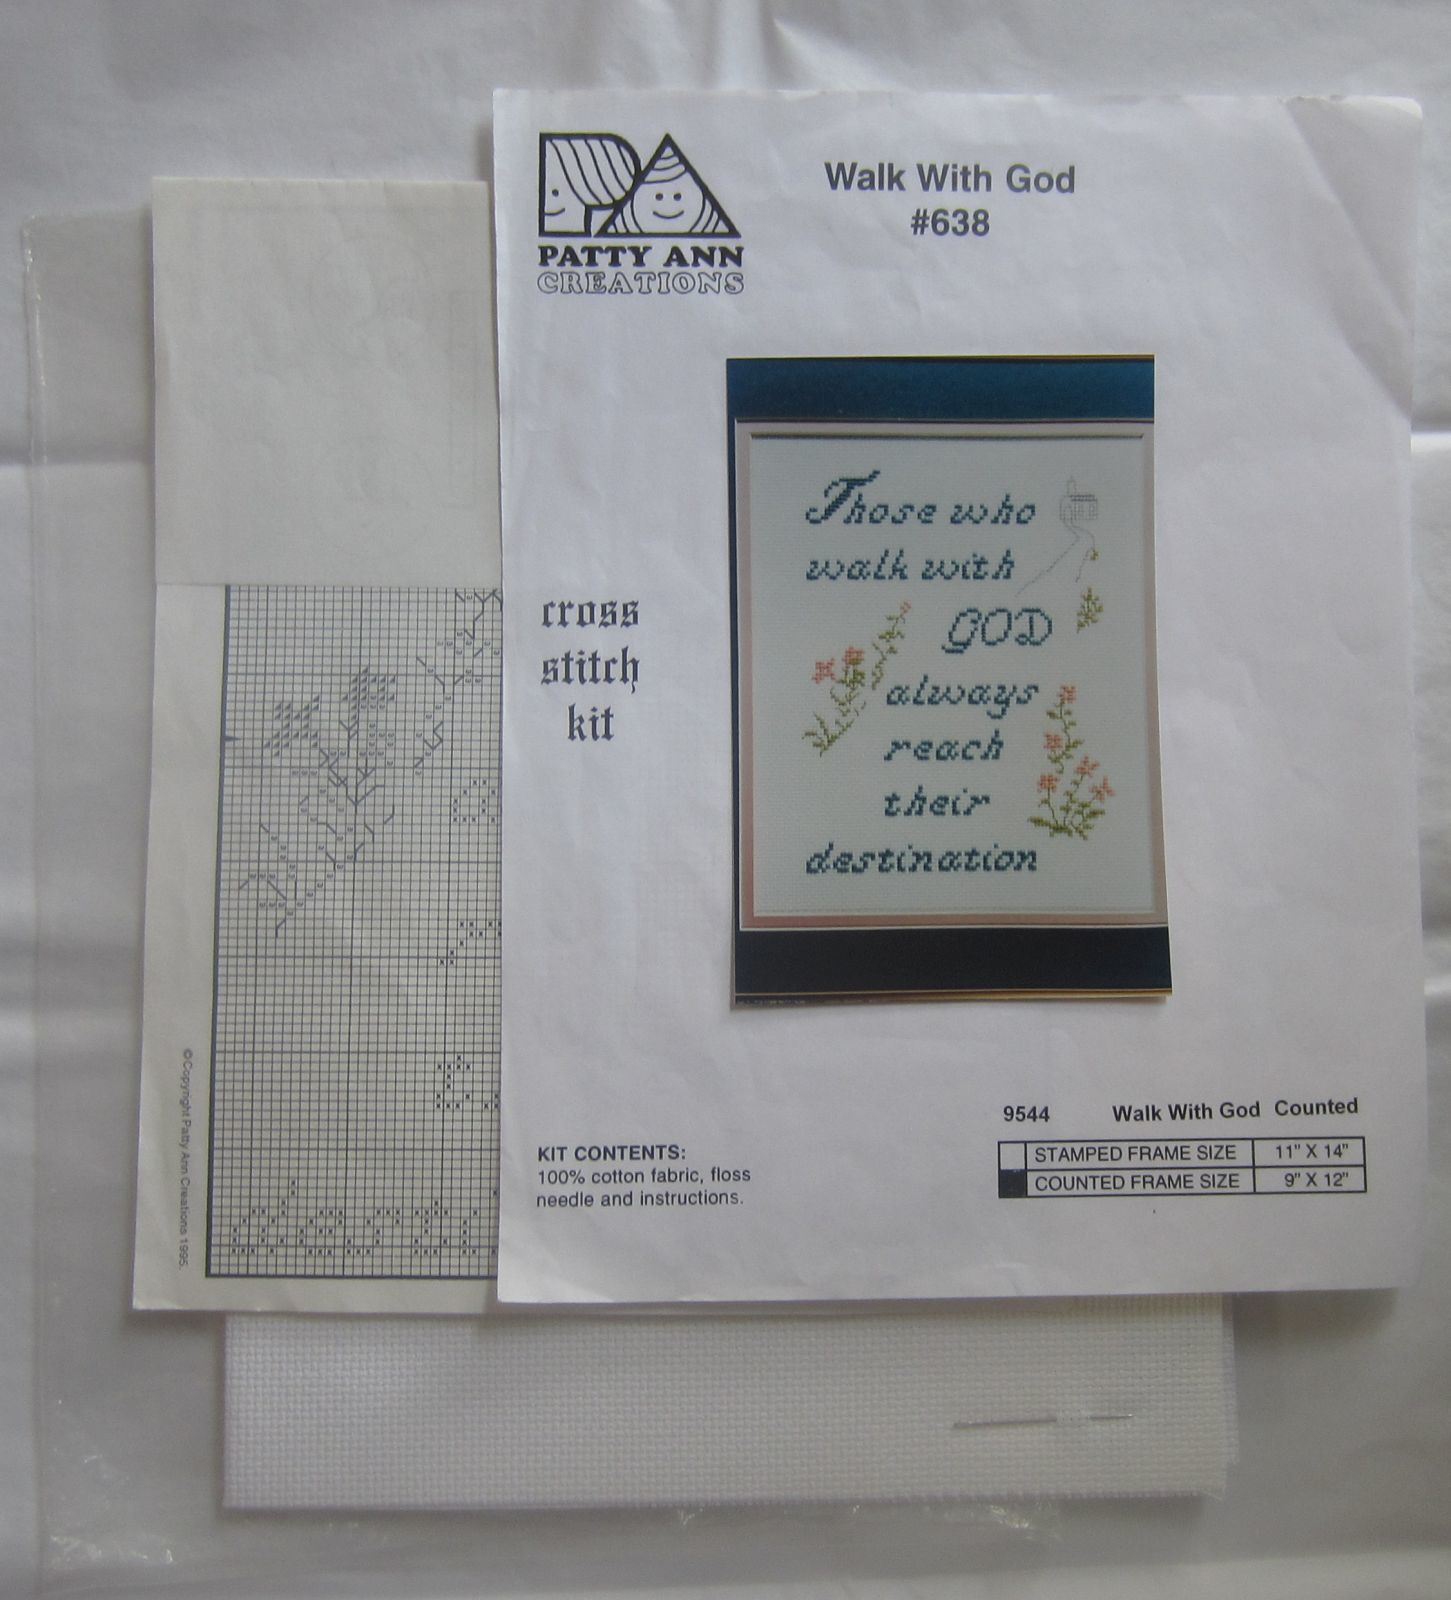 PATTY ANN
CREATIONS
Walk With God
#638
cross
stitch
kit
Those who
walk with
GOD
always
reach
their
destination
KIT CONTENTS:
100% cotton fabric, floss
needle and instructions.
9544 Walk With God Counted
STAMPED FRAME SIZE 11" X 14"
COUNTED FRAME SIZE 9" X 12"
©Copyright Patty Ann Creations 1995.